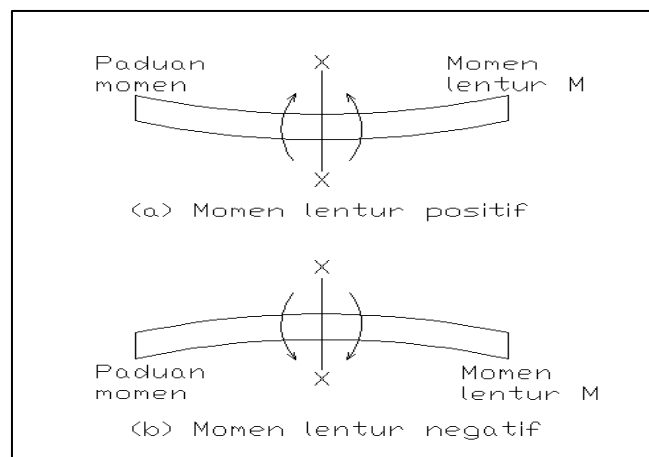 Paduan
momen
X
Momen
lentur M
X
(a) Momen lentur positif
X
Paduan
momen
X
Momen
lentur M
(b) Momen lentur negatif